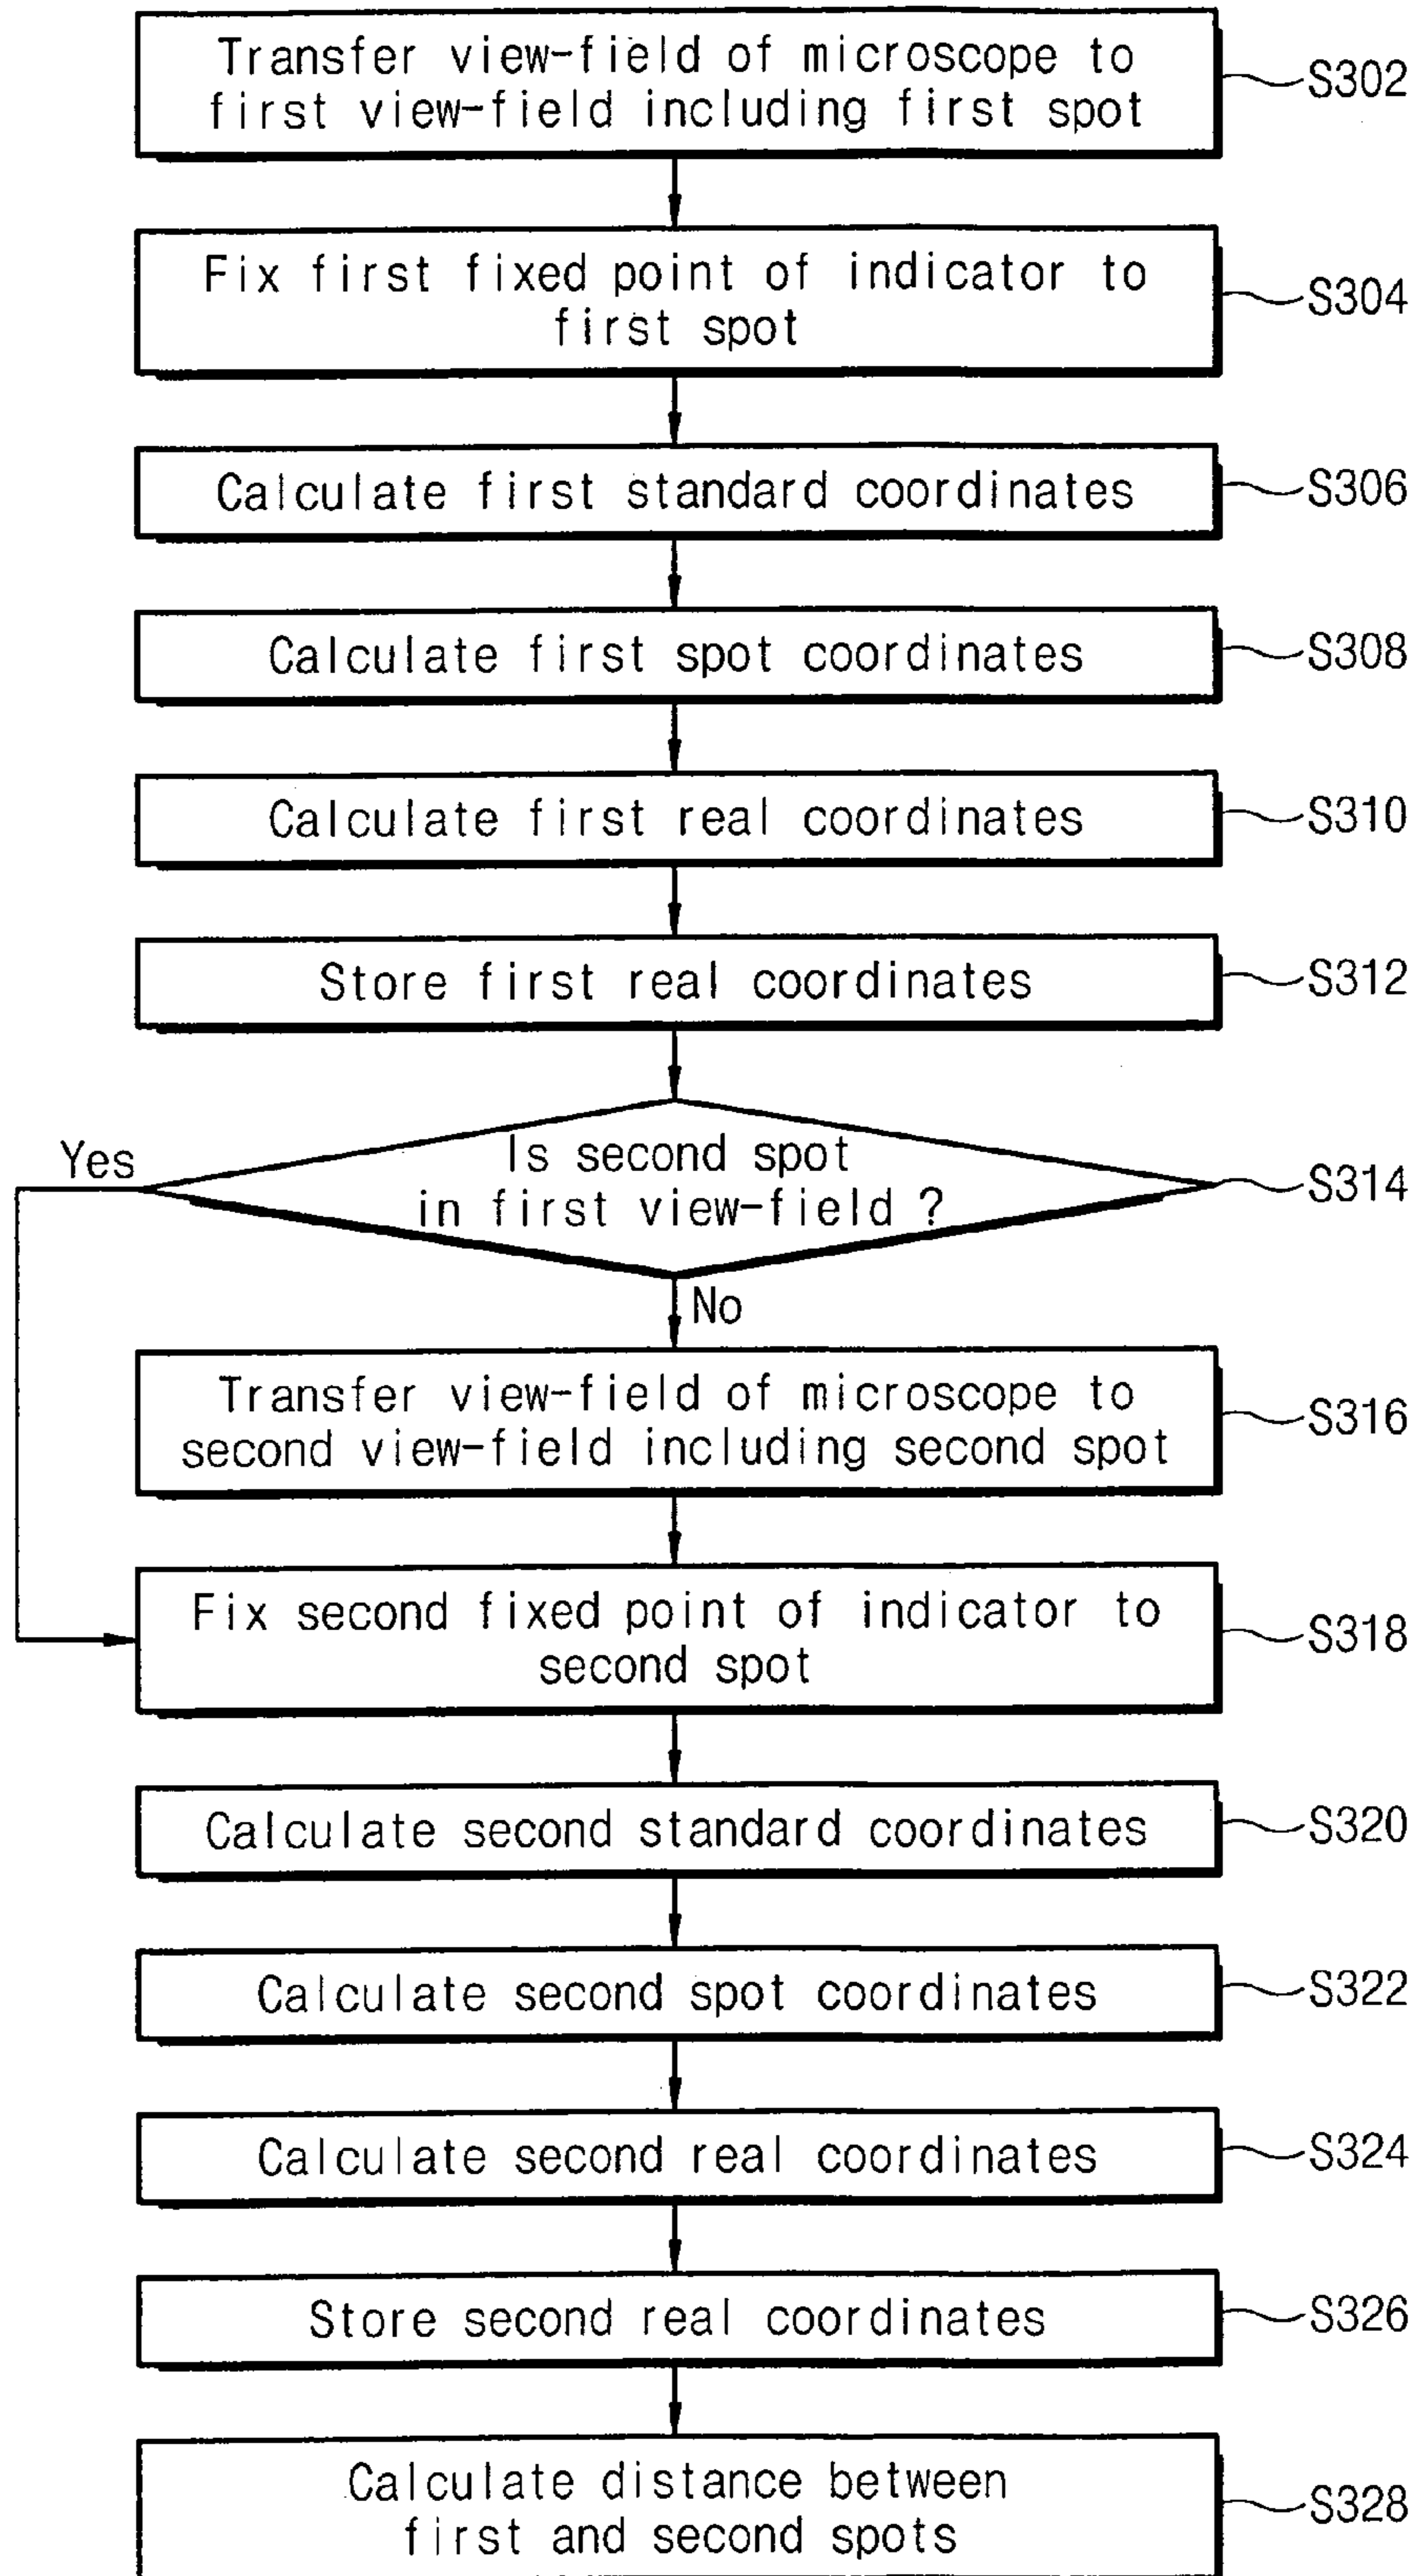 Transfer view-field of microscope to
first view-field including first spot
S302
Fix first fixed point of indicator to
first spot
S304
Calculate first standard coordinates
S306
Calculate first spot coordinates
S308
Calculate first real coordinates
S310
Store first real coordinates
S312
Is second spot
in first view-field ?
S314
Yes
No
Transfer view-field of microscope to
second view-field including second spot
S316
Fix second fixed point of indicator to
second spot
S318
Calculate second standard coordinates
S320
Calculate second spot coordinates
S322
Calculate second real coordinates
S324
Store second real coordinates
S326
Calculate distance between
first and second spots
S328